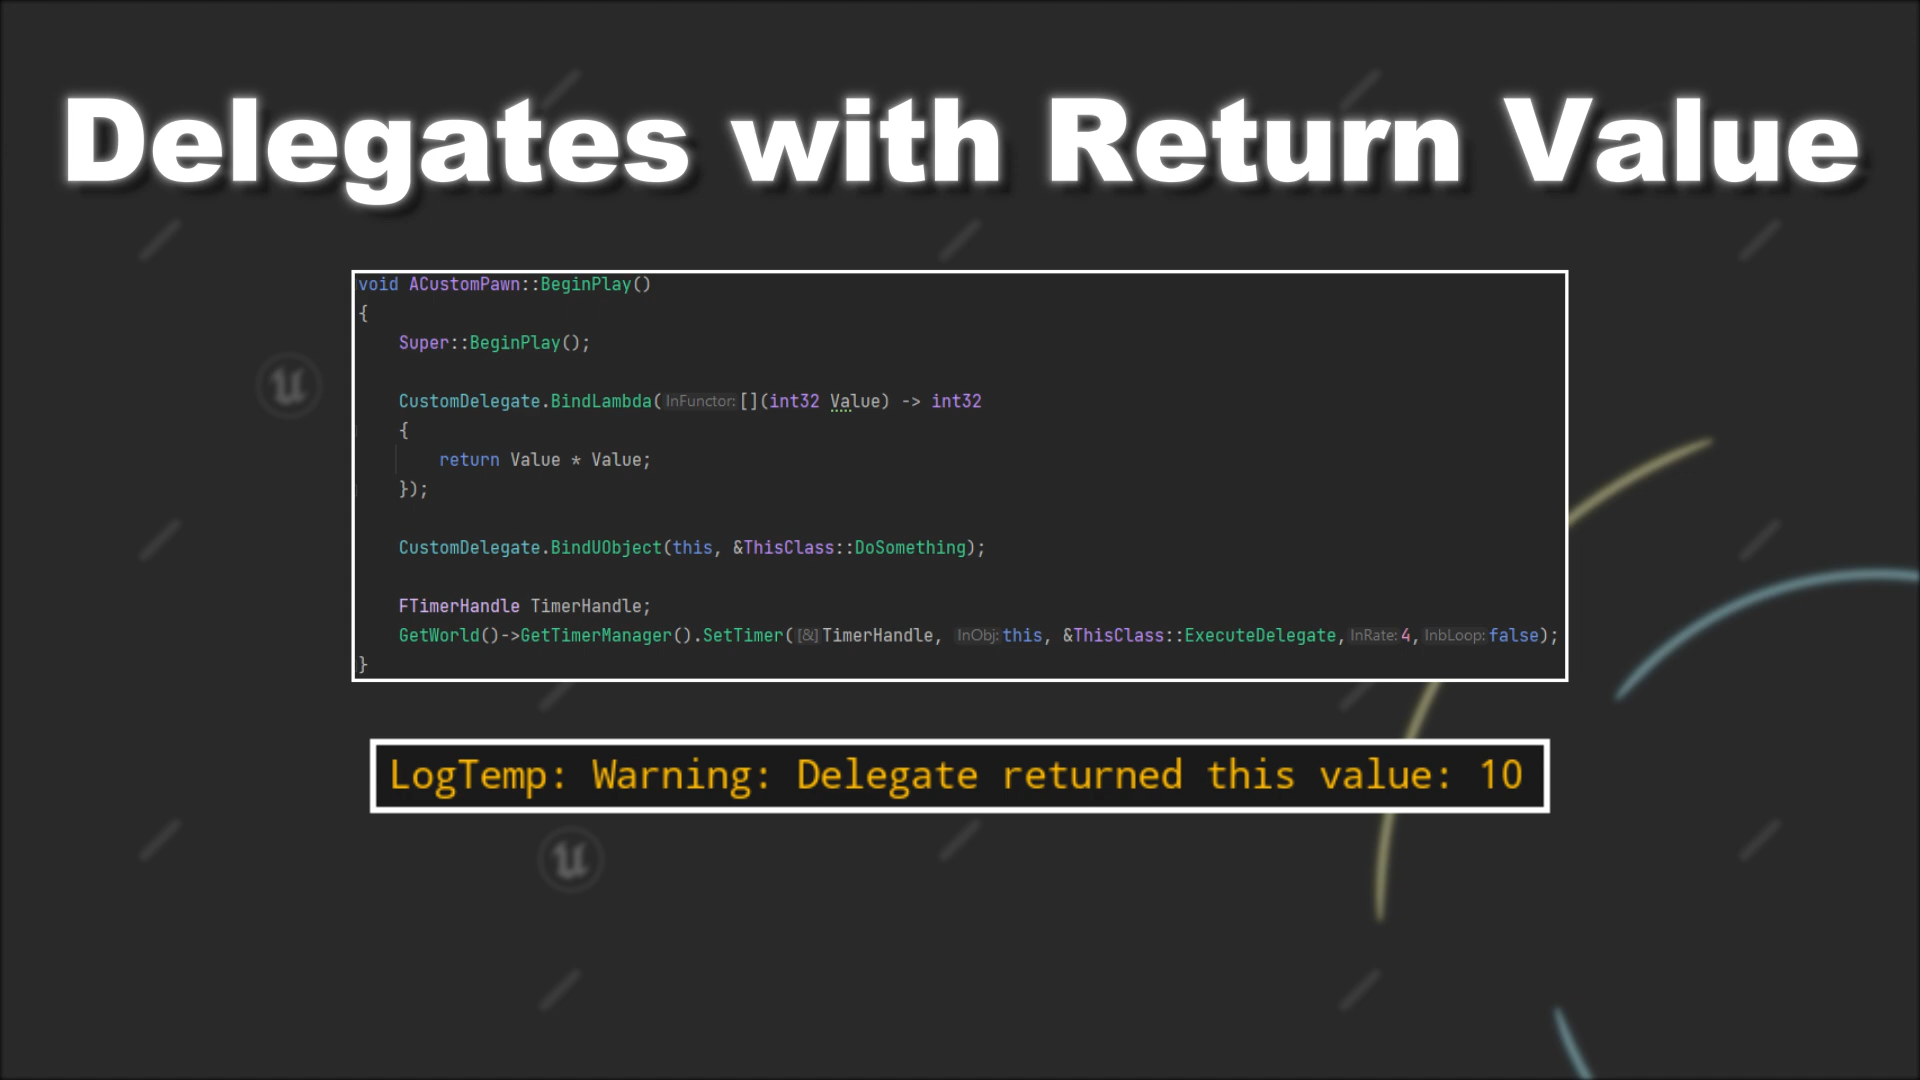 Delegates with Return Value
void ACustomPawn::BeginPlay()
{
    Super::BeginPlay();
    CustomDelegate.BindLambda( InFunctor: [](int32 Value) -> int32
    {
        return Value * Value;
    });
    CustomDelegate.BindUObject(this, &ThisClass::DoSomething);
    FTimerHandle TimerHandle;
    GetWorld()->GetTimerManager().SetTimer([&]TimerHandle, InObj: this, &ThisClass::ExecuteDelegate, InRate: 4, InbLoop: false);
}
LogTemp: Warning: Delegate returned this value: 10